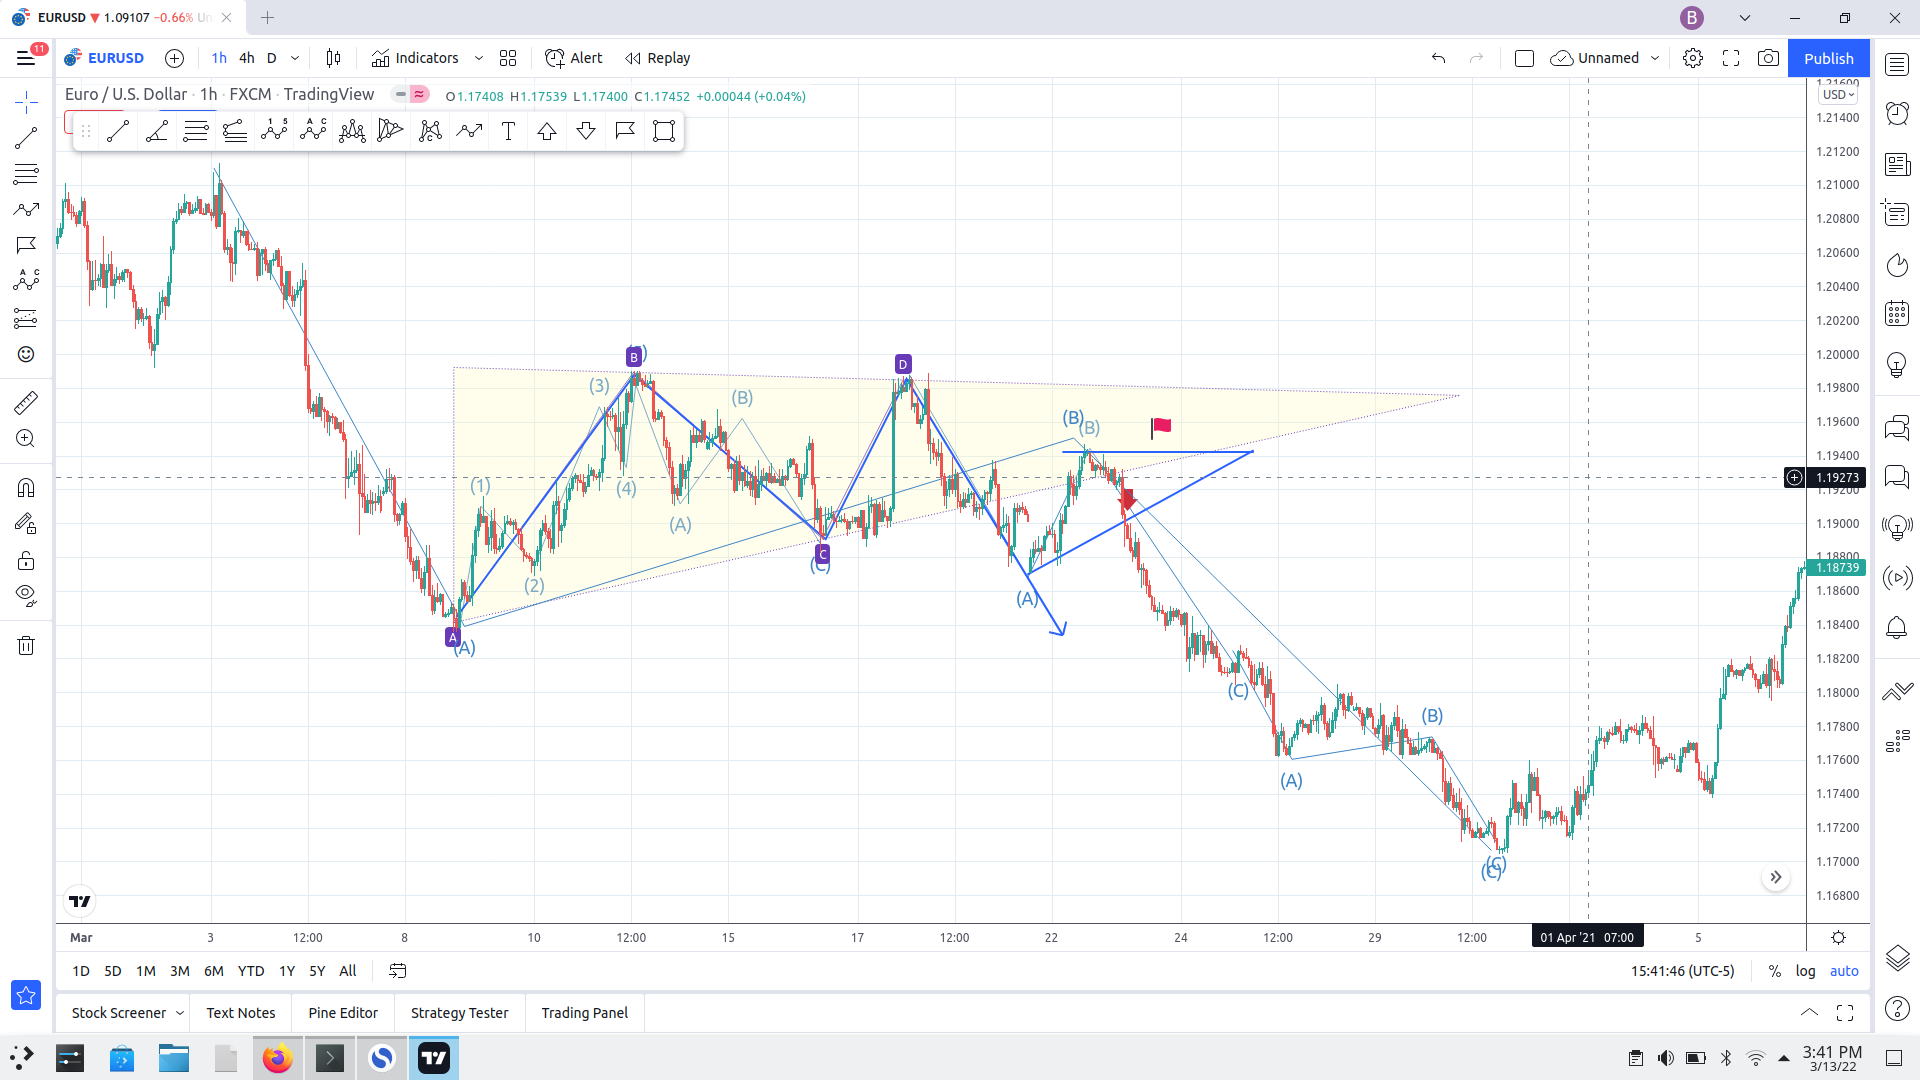 EURUSD ▼ 1.09107 -0.66% Un
B
11
EURUSD
1h 4h D
Indicators
Alert
Replay
Unnamed
Publish
Euro / U.S. Dollar · 1h · FXCM · TradingView
O1.17408 H1.17539 L1.17400 C1.17452 +0.00044 (+0.04%)
USD
1.21600
1.21400
1.21200
1.21000
1.20800
1.20600
1.20400
1.20200
1.20000
1.19800
1.19600
1.19400
1.19273
1.19200
1.19000
1.18800
1.18739
1.18600
1.18400
1.18200
1.18000
1.17800
1.17600
1.17400
1.17200
1.17000
1.16800
B
D
(3)
(B)
(B)
(B)
(1)
(4)
(A)
C
(C)
(2)
(A)
A
(A)
(C)
(B)
(A)
(C)
(C)
Mar 3 12:00 8 10 12:00 15 17 12:00 22 24 12:00 29 12:00 01 Apr '21 07:00 5
1D 5D 1M 3M 6M YTD 1Y 5Y All
15:41:46 (UTC-5) % log auto
Stock Screener Text Notes Pine Editor Strategy Tester Trading Panel
3:41 PM
3/13/22